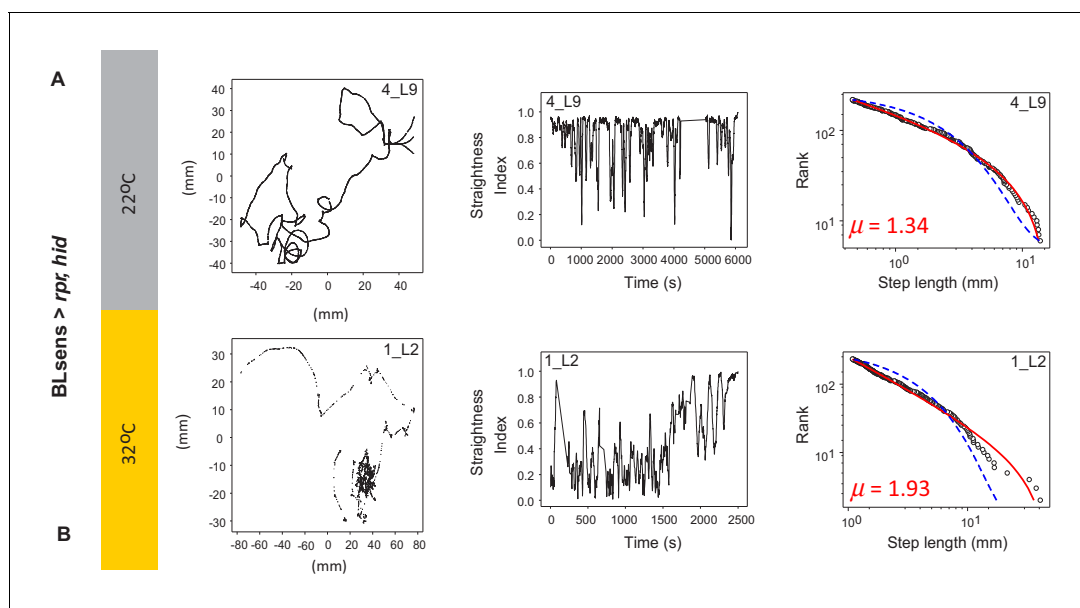 A
BLsens > rpr, hid
22°C
32°C
B
4_L9
(mm)
40
30
20
10
0
-10
-20
-30
-40
-40 -20 0 20 40
(mm)
4_L9
Straightness
Index
1.0
0.8
0.6
0.4
0.2
0.0
0 1000 2000 3000 4000 5000 6000
Time (s)
4_L9
Rank
10²
10¹
μ = 1.34
10⁰ 10¹
Step length (mm)
1_L2
(mm)
30
20
10
0
-10
-20
-30
-80 -60 -40 -20 0 20 40 60 80
(mm)
1_L2
Straightness
Index
1.0
0.8
0.6
0.4
0.2
0.0
0 500 1000 1500 2000 2500
Time (s)
1_L2
Rank
10²
10¹
μ = 1.93
10⁰ 10¹
Step length (mm)